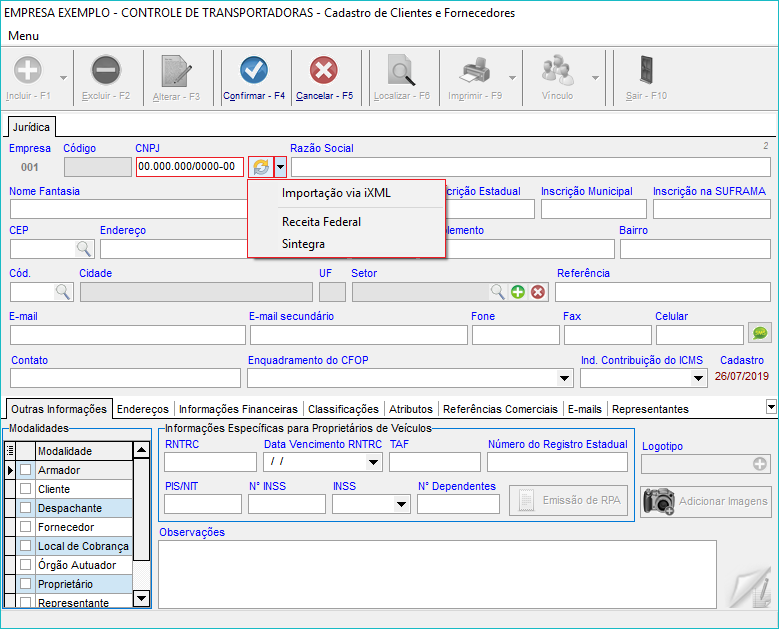 EMPRESA EXEMPLO - CONTROLE DE TRANSPORTADORAS - Cadastro de Clientes e Fornecedores
Menu
Incluir - F1 Excluir - F2 Alterar - F3 Confirmar - F4 Cancelar - F5 Localizar - F6 Imprimir - F9 Vínculo Sair - F10
Jurídica
Empresa Código CNPJ Razão Social 2
001 00.000.000/0000-00
Importação via iXML
Receita Federal
Sintegra
Nome Fantasia crição Estadual Inscrição Municipal Inscrição na SUFRAMA
CEP Endereço lemento Bairro
Cód. Cidade UF Setor Referência
E-mail E-mail secundário Fone Fax Celular
Contato Enquadramento do CFOP Ind. Contribuição do ICMS Cadastro
26/07/2019
Outras Informações Endereços Informações Financeiras Classificações Atributos Referências Comerciais E-mails Representantes
Modalidades Informações Específicas para Proprietários de Veículos
Modalidade
Armador
Cliente
Despachante
Fornecedor
Local de Cobrança
Órgão Autuador
Proprietário
Representante
RNTRC Data Vencimento RNTRC TAF Número do Registro Estadual
/ /
PIS/NIT N° INSS INSS N° Dependentes
Emissão de RPA
Logotipo
Adicionar Imagens
Observações